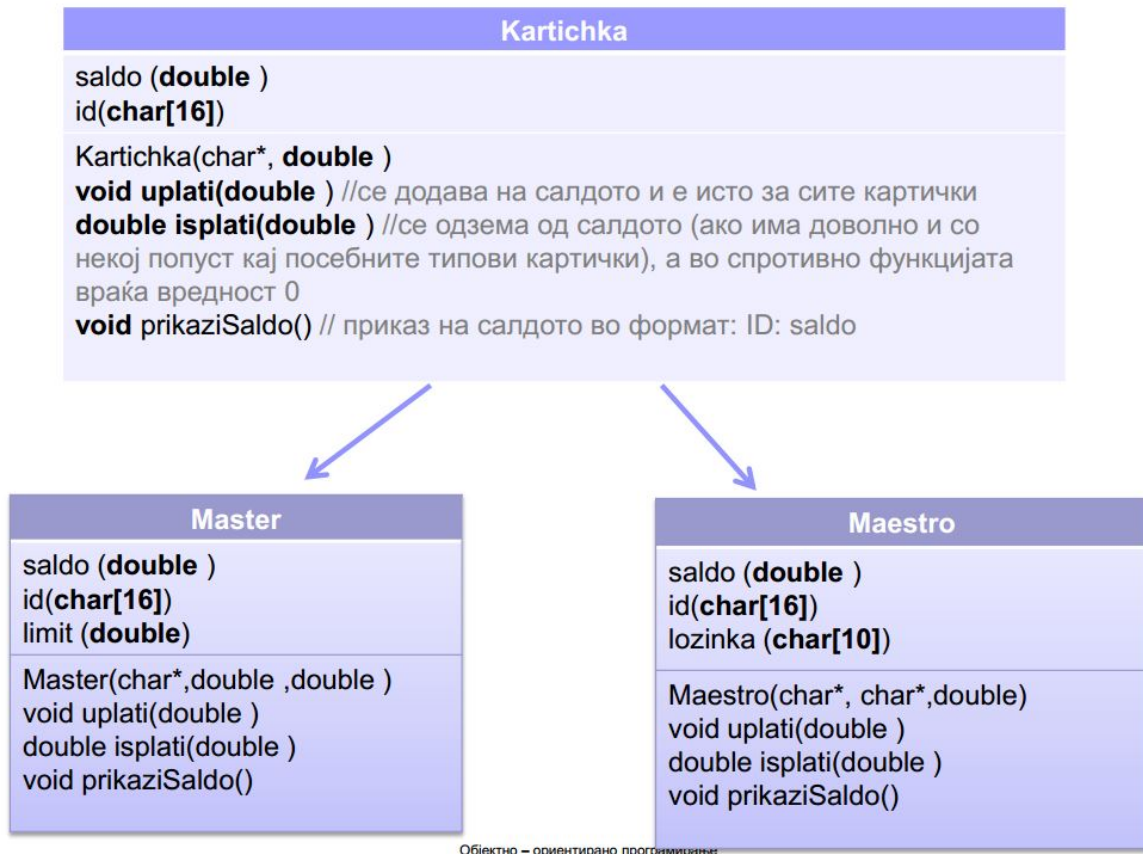 Kartichka
saldo (double )
id(char[16])
Kartichka(char*, double )
void uplati(double ) //се додава на салдото и е исто за сите картички
double isplati(double ) //се одзема од салдото (ако има доволно и со
некој попуст кај посебните типови картички), а во спротивно функцијата
враќа вредност 0
void prikaziSaldo() // приказ на салдото во формат: ID: saldo
Master
saldo (double )
id(char[16])
limit (double)
Master(char*,double ,double )
void uplati(double )
double isplati(double )
void prikaziSaldo()
Maestro
saldo (double )
id(char[16])
lozinka (char[10])
Maestro(char*, char*,double)
void uplati(double )
double isplati(double )
void prikaziSaldo()
Објектно – ориентирано програмирање